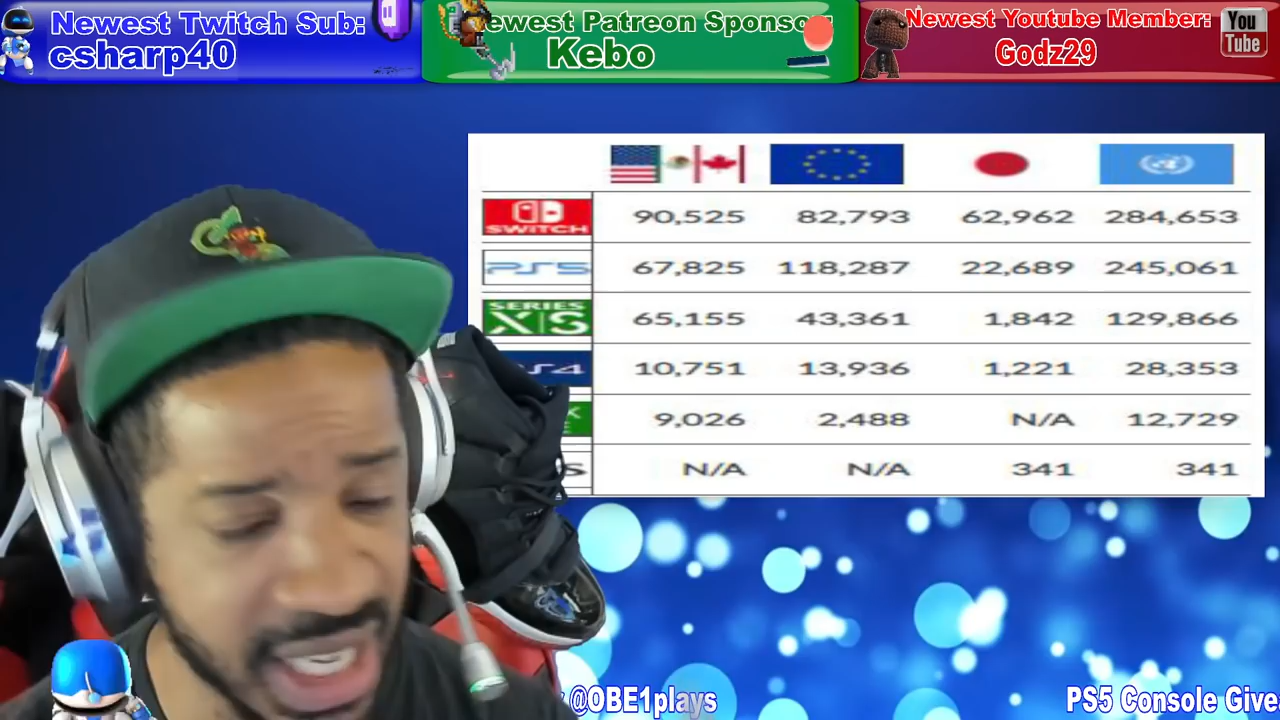 Newest Twitch Sub:
csharp40
ewest Patreon Sponso
Kebo
Newest Youtube Member:
Godz29
You
Tube
SWITCH 90,525 82,793 62,962 284,653
PS5 67,825 118,287 22,689 245,061
SERIES
X|S 65,155 43,361 1,842 129,866
S4 10,751 13,936 1,221 28,353
X
E 9,026 2,488 N/A 12,729
S N/A N/A 341 341
@OBE1plays
PS5 Console Give